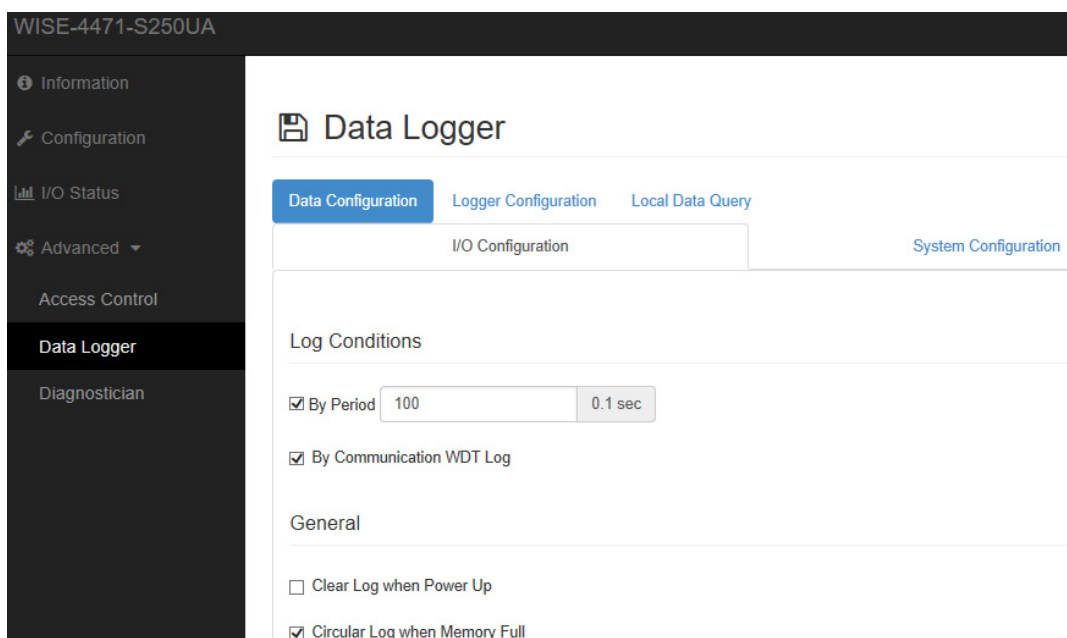 WISE-4471-S250UA
Information
Configuration
I/O Status
Advanced
Access Control
Data Logger
Diagnostician
Data Logger
Data Configuration Logger Configuration Local Data Query
I/O Configuration System Configuration
Log Conditions
By Period 100 0.1 sec
By Communication WDT Log
General
Clear Log when Power Up
Circular Log when Memory Full